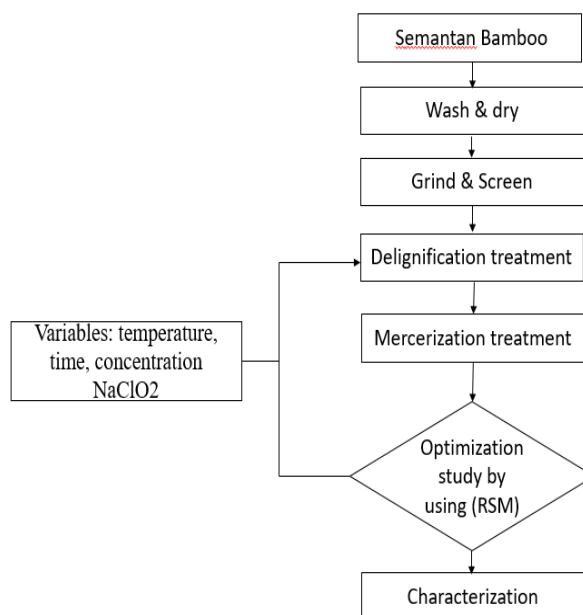 Semantan Bamboo
Wash & dry
Grind & Screen
Delignification treatment
Mercerization treatment
Variables: temperature,
time, concentration
NaClO2
Optimization
study by
using (RSM)
Characterization